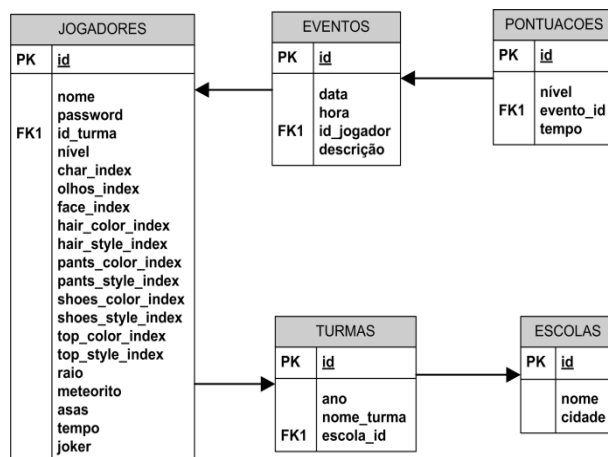 JOGADORES
PK id
nome
password
FK1 id_turma
nível
char_index
olhos_index
face_index
hair_color_index
hair_style_index
pants_color_index
pants_style_index
shoes_color_index
shoes_style_index
top_color_index
top_style_index
raio
meteorito
asas
tempo
joker
EVENTOS
PK id
data
hora
FK1 id_jogador
descrição
PONTUACOES
PK id
nível
FK1 evento_id
tempo
TURMAS
PK id
ano
nome_turma
FK1 escola_id
ESCOLAS
PK id
nome
cidade